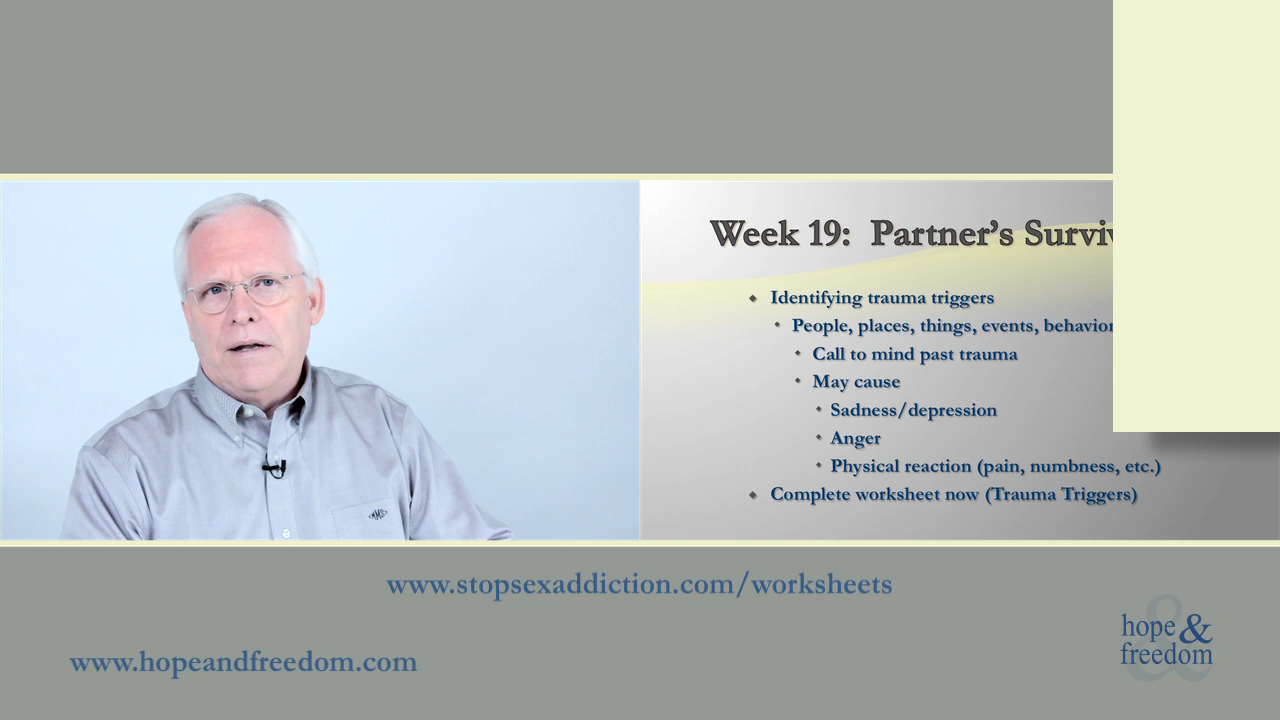 Week 19: Partner's
Identifying trauma triggers
People, places, things, events,
Call to mind past trauma
May cause
Sadness/depression
Anger
Physical reaction (pain, numbness, etc.)
Complete worksheet now (Trauma Triggers)
www.stopsexaddiction.com/worksheets
www.hopeandfreedom.com
hope &
freedom